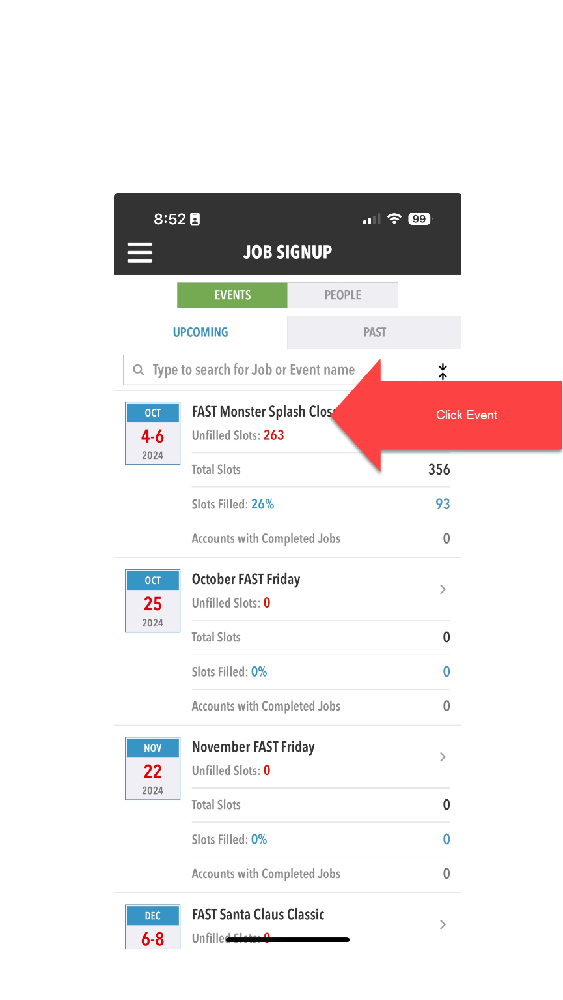 8:52 99
JOB SIGNUP
EVENTS PEOPLE
UPCOMING PAST
Type to search for Job or Event name
OCT
4-6
2024
FAST Monster Splash Close
Click Event
Unfilled Slots: 263
Total Slots 356
Slots Filled: 26% 93
Accounts with Completed Jobs 0
OCT
25
2024
October FAST Friday
Unfilled Slots: 0
Total Slots 0
Slots Filled: 0% 0
Accounts with Completed Jobs 0
NOV
22
2024
November FAST Friday
Unfilled Slots: 0
Total Slots 0
Slots Filled: 0% 0
Accounts with Completed Jobs 0
DEC
6-8
FAST Santa Claus Classic
Unfilled Slots: 0